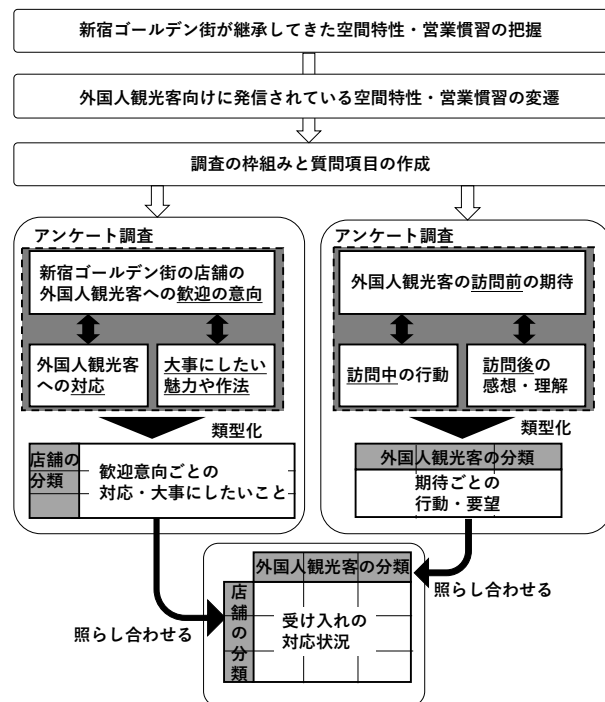 新宿ゴールデン街が継承してきた空間特性・営業慣習の把握
外国人観光客向けに発信されている空間特性・営業慣習の変遷
調査の枠組みと質問項目の作成
アンケート調査
新宿ゴールデン街の店舗の
外国人観光客への歓迎の意向
外国人観光客
への対応
大事にしたい
魅力や作法
類型化
店舗の
分類
歓迎意向ごとの
対応・大事にしたいこと
アンケート調査
外国人観光客の訪問前の期待
訪問中の行動
訪問後の
感想・理解
類型化
外国人観光客の分類
期待ごとの
行動・要望
照らし合わせる
照らし合わせる
外国人観光客の分類
店舗の分類
受け入れの
対応状況